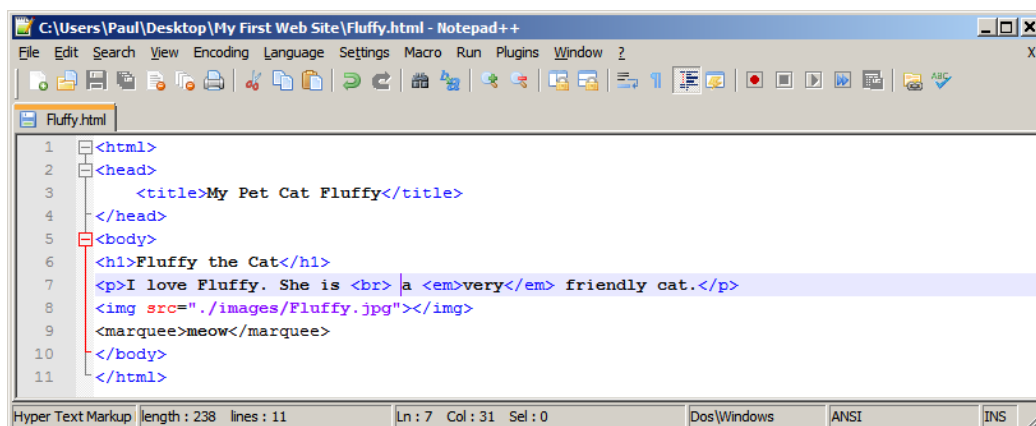 C:\Users\Paul\Desktop\My First Web Site\Fluffy.html - Notepad++
File Edit Search View Encoding Language Settings Macro Run Plugins Window ? X
ABC
Fluffy.html
1 <html>
2 <head>
3 <title>My Pet Cat Fluffy</title>
4 </head>
5 <body>
6 <h1>Fluffy the Cat</h1>
7 <p>I love Fluffy. She is <br> a <em>very</em> friendly cat.</p>
8 <img src="./images/Fluffy.jpg"></img>
9 <marquee>meow</marquee>
10 </body>
11 </html>
Hyper Text Markup length : 238 lines : 11 Ln : 7 Col : 31 Sel : 0 Dos\Windows ANSI INS